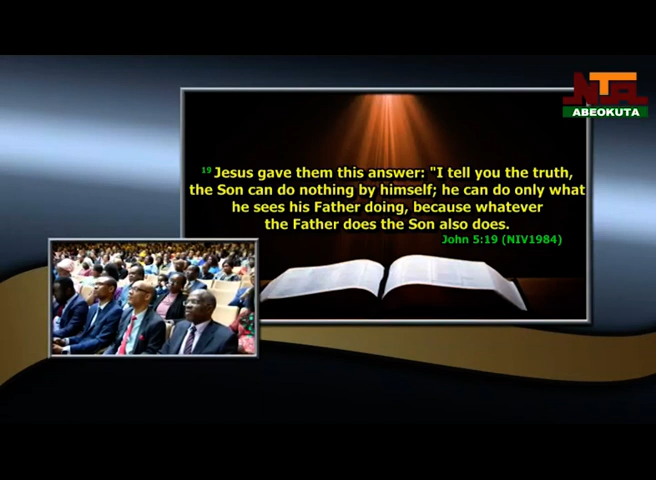 NTA
ABEOKUTA
19 Jesus gave them this answer: "I tell you the truth,
the Son can do nothing by himself; he can do only what
he sees his Father doing, because whatever
the Father does the Son also does.
John 5:19 (NIV1984)